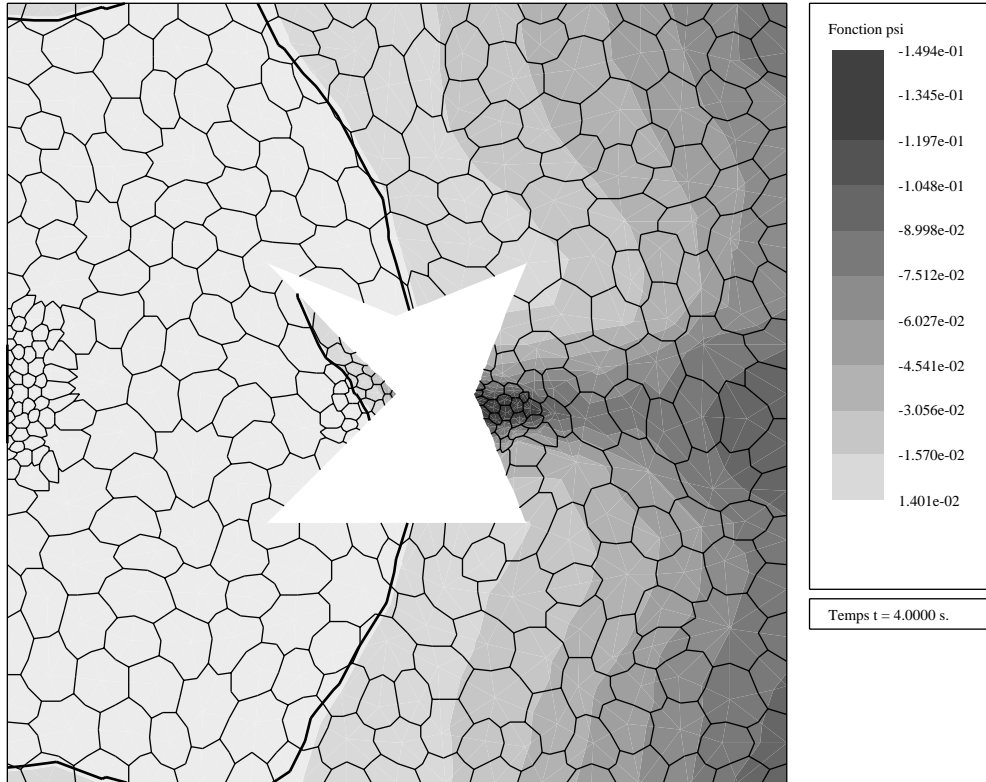 Fonction psi
-1.494e-01
-1.345e-01
-1.197e-01
-1.048e-01
-8.998e-02
-7.512e-02
-6.027e-02
-4.541e-02
-3.056e-02
-1.570e-02
1.401e-02
Temps t = 4.0000 s.